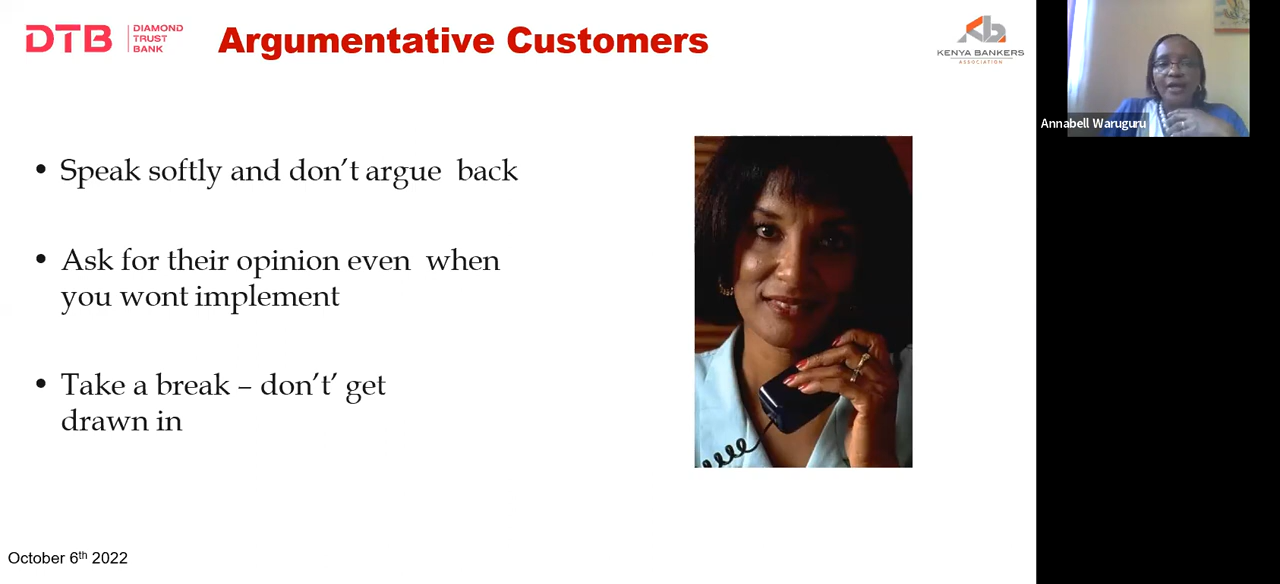 DTB
DIAMOND
TRUST
BANK
Argumentative Customers
KENYA BANKERS
ASSOCIATION
Annabell Waruguru
• Speak softly and don’t argue  back
• Ask for their opinion even  when
you wont implement
• Take a break – don’t’ get
drawn in
October 6th 2022